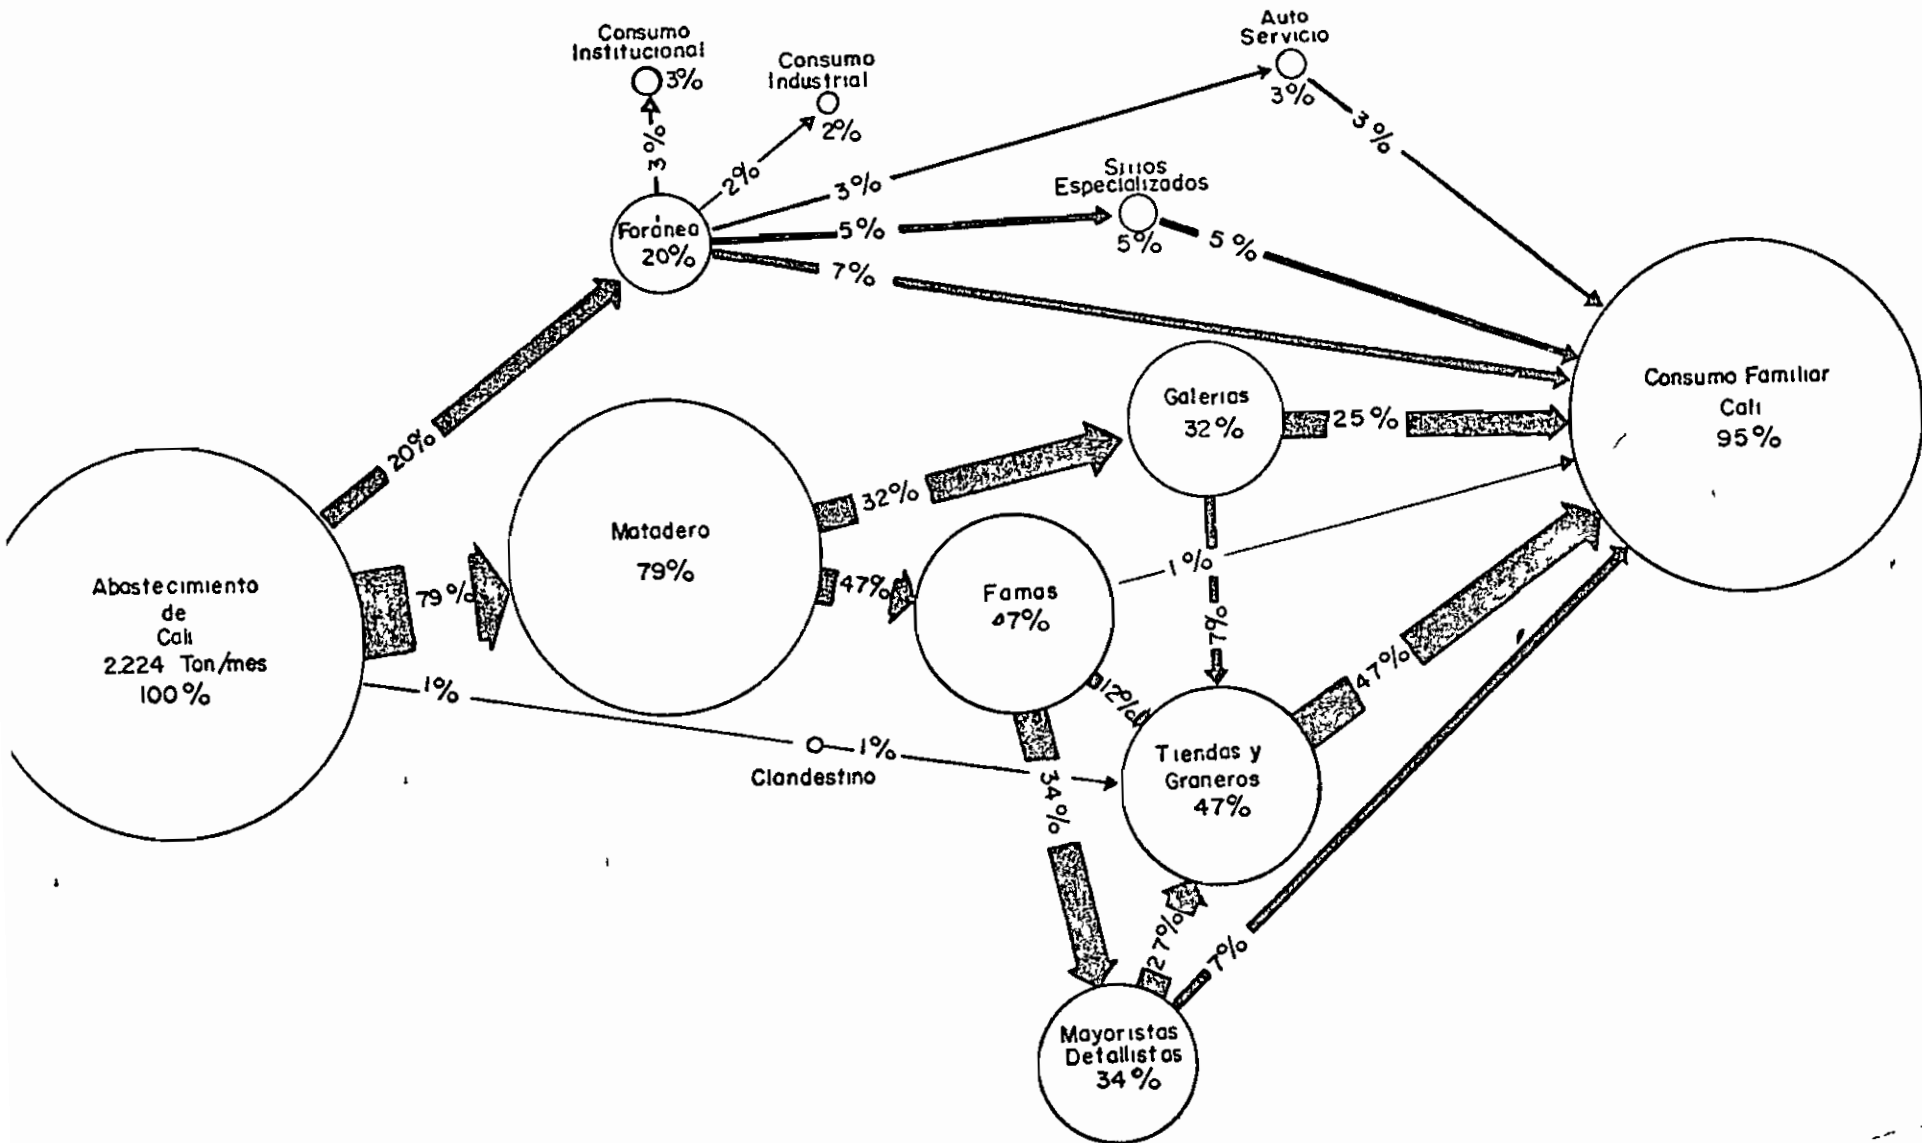 Consumo
Institucional
3%
3%
Consumo
Industrial
2%
2%
Auto
Servicio
3%
3%
3%
Sitios
Especializados
5%
5%
5%
7%
Foránea
20%
20%
Abastecimiento
de
Cali
2.224 Ton/mes
100%
79%
Matadero
79%
32%
Galerias
32%
25%
Consumo Familiar
Cali
95%
47%
Famas
47%
1%
7%
12%
34%
1%
1%
Clandestino
Tiendas y
Graneros
47%
47%
27%
7%
Mayoristas
Detallistas
34%